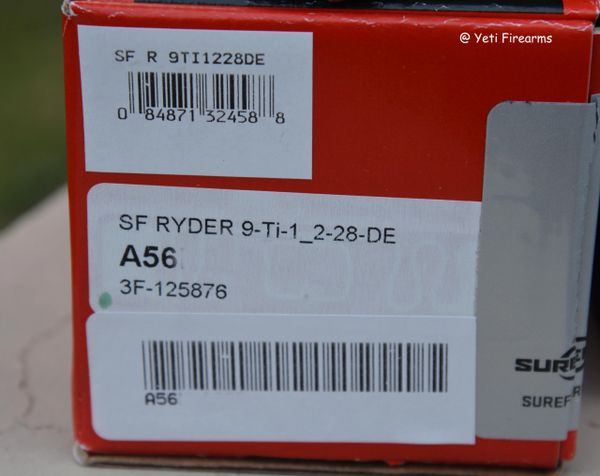 @ Yeti Firearms
SF R 9TI1228DE
0 84871 32458 8
SF RYDER 9-Ti-1_2-28-DE
A56
3F-125876
A56